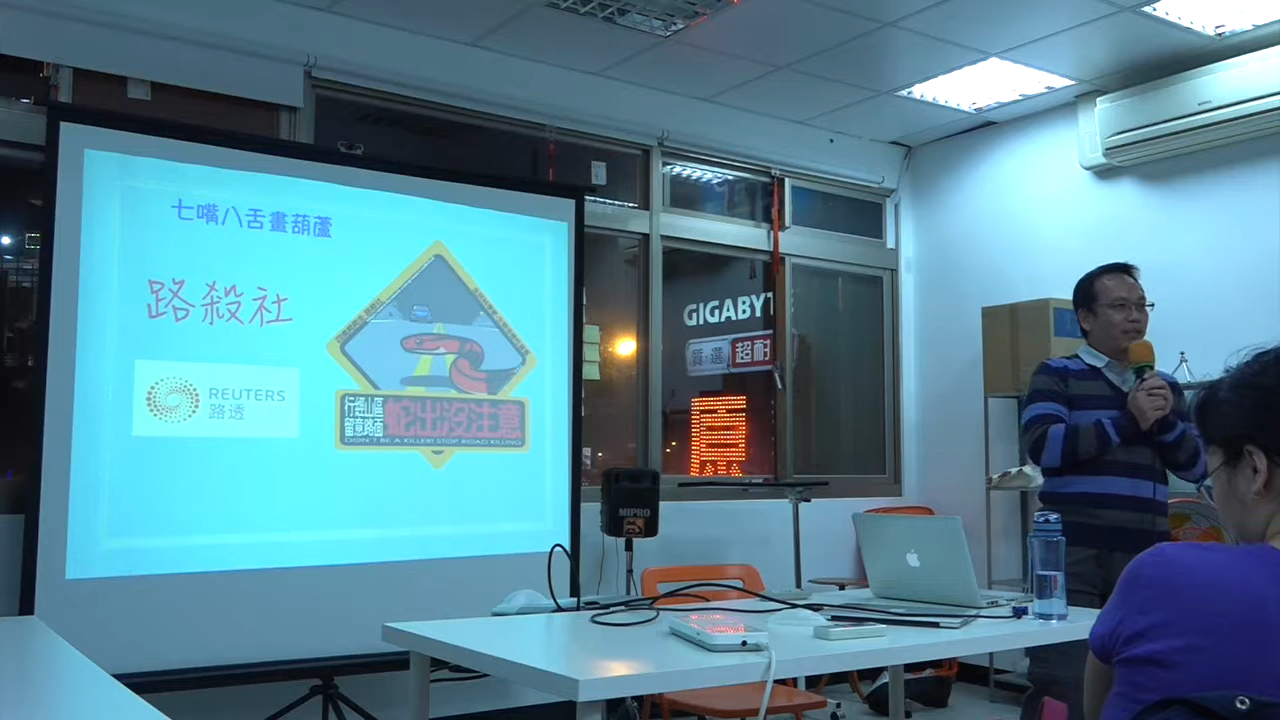 七嘴八舌畫葫蘆
路殺社
REUTERS
路透
行經山區
留意路面
蛇出沒注意
DON'T BE A KILLER! STOP ROAD KILLING
GIGABYT
質·選 超耐
MIPRO